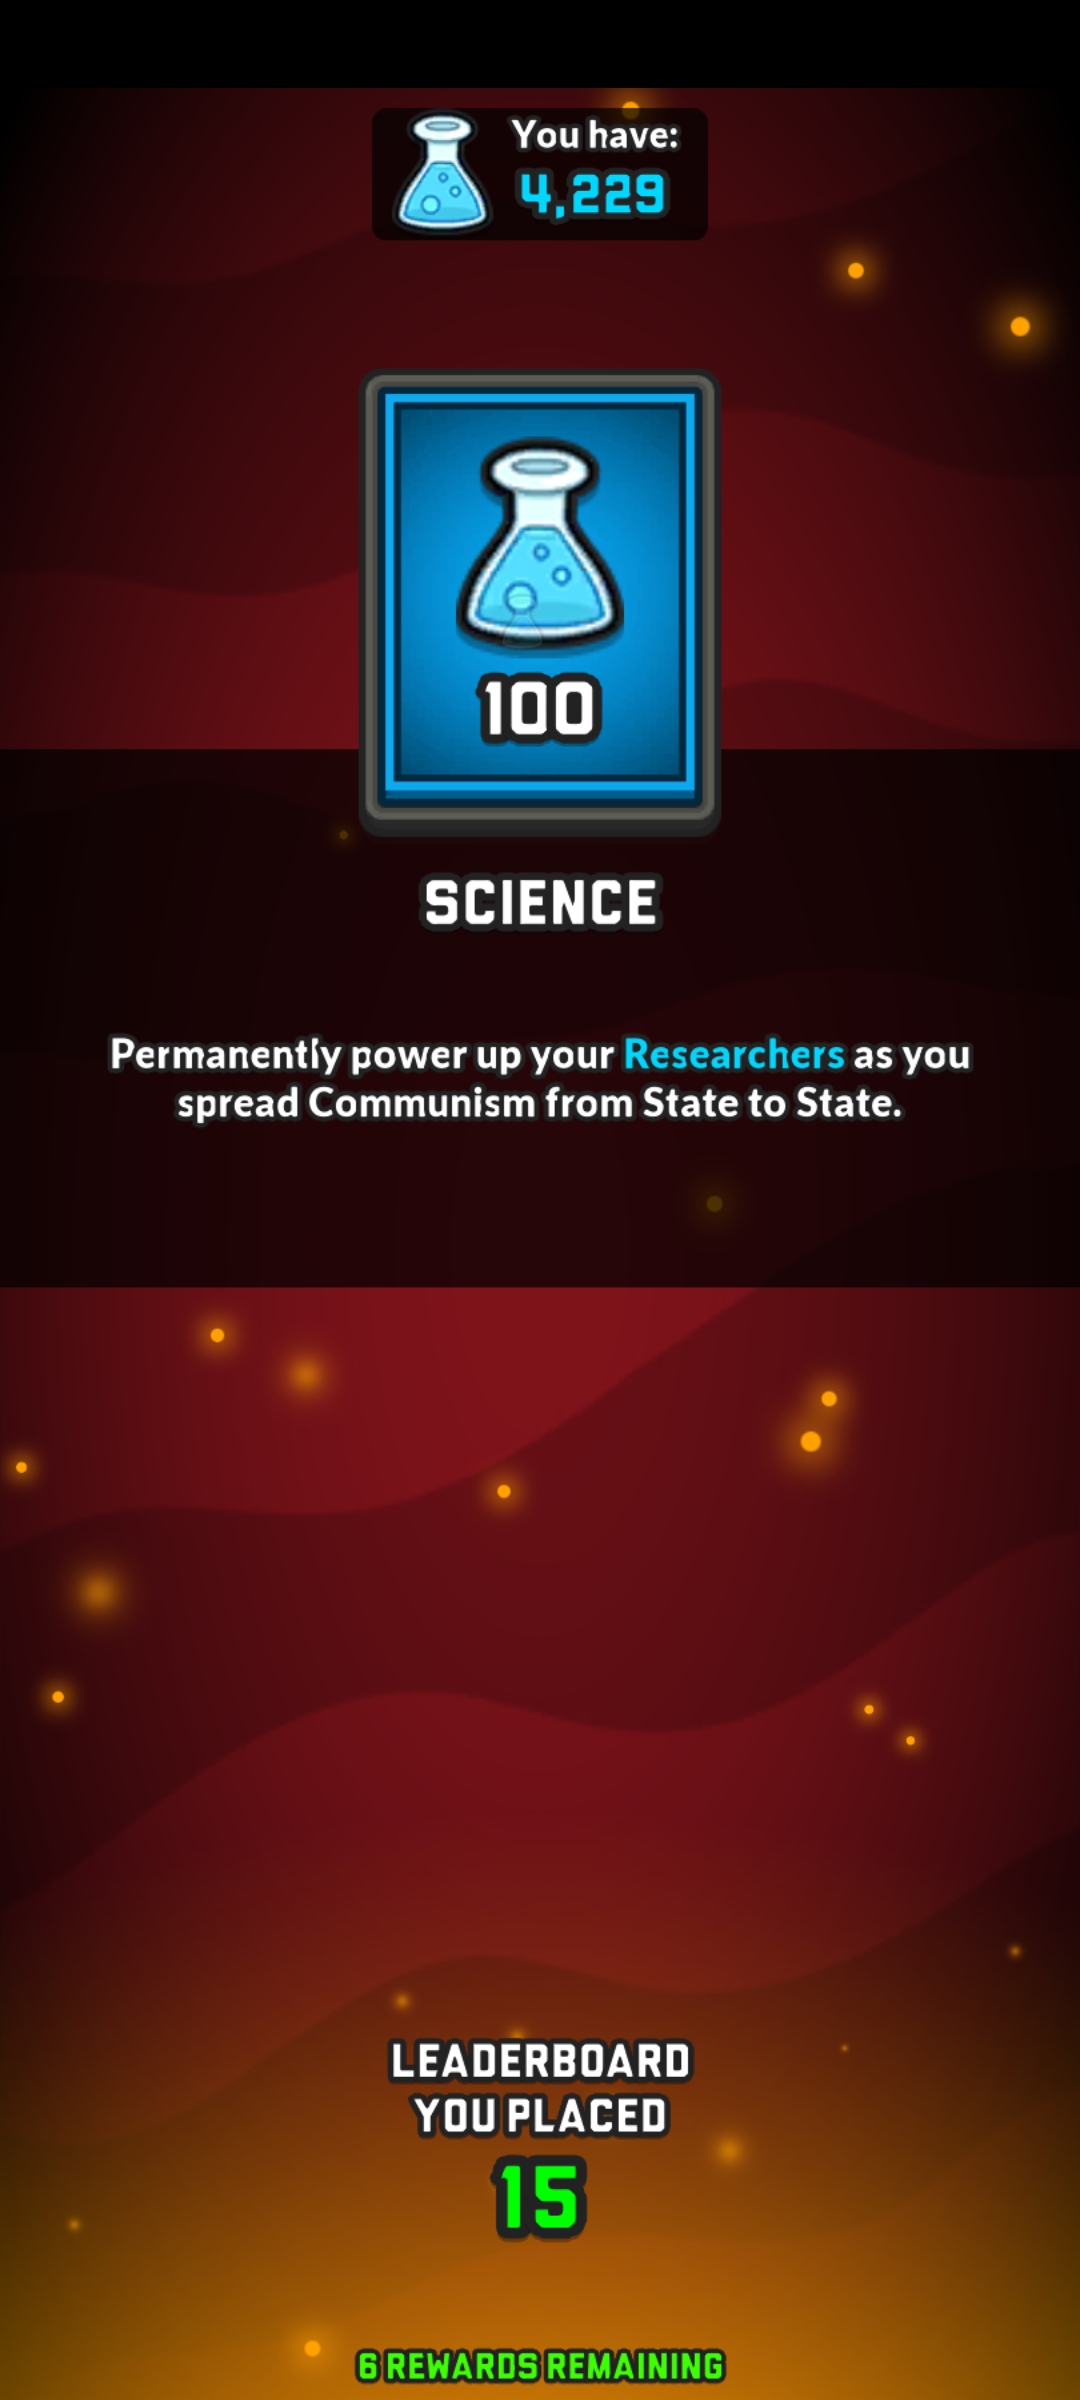 You have:
4,229
100
SCIENCE
Permanently power up your Researchers as you
spread Communism from State to State.
LEADERBOARD
YOU PLACED
15
6 REWARDS REMAINING